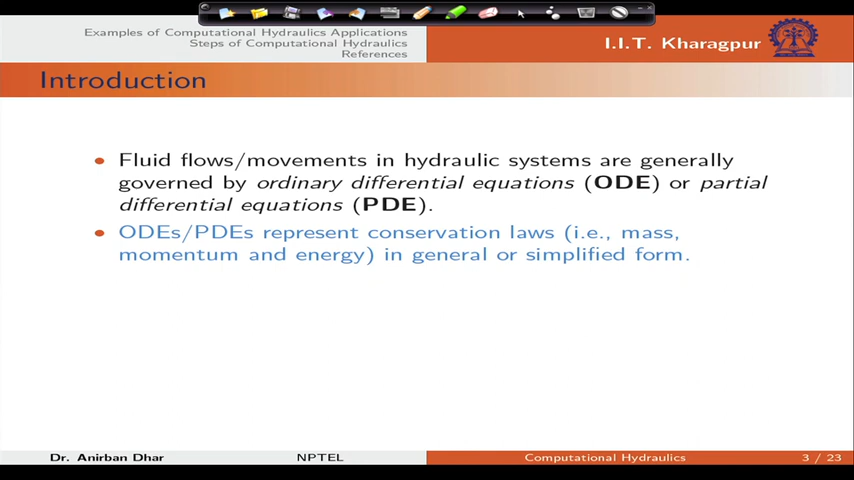 Examples of Computational Hydraulics Applications
Steps of Computational Hydraulics
References
I.I.T. Kharagpur
Introduction
• Fluid flows/movements in hydraulic systems are generally
governed by ordinary differential equations (ODE) or partial
differential equations (PDE).
• ODEs/PDEs represent conservation laws (i.e., mass,
momentum and energy) in general or simplified form.
Dr. Anirban Dhar
NPTEL
Computational Hydraulics
3 / 23